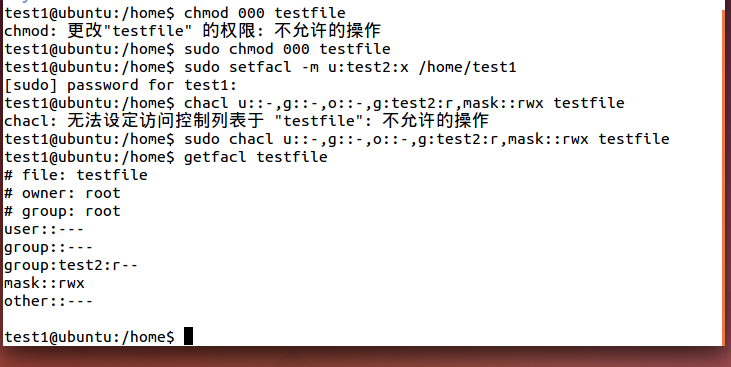 test1@ubuntu:/home$ chmod 000 testfile
chmod: 更改"testfile" 的权限: 不允许的操作
test1@ubuntu:/home$ sudo chmod 000 testfile
test1@ubuntu:/home$ sudo setfacl -m u:test2:x /home/test1
[sudo] password for test1:
test1@ubuntu:/home$ chacl u::-,g::-,o::-,g:test2:r,mask::rwx testfile
chacl: 无法设定访问控制列表于 "testfile": 不允许的操作
test1@ubuntu:/home$ sudo chacl u::-,g::-,o::-,g:test2:r,mask::rwx testfile
test1@ubuntu:/home$ getfacl testfile
# file: testfile
# owner: root
# group: root
user::---
group::---
group:test2:r--
mask::rwx
other::---
test1@ubuntu:/home$